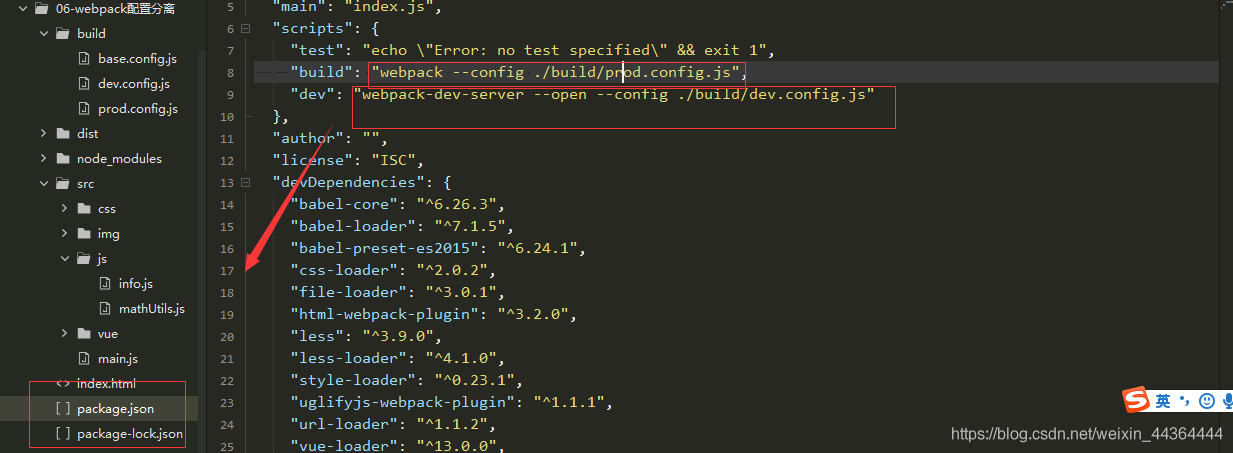 06-webpack配置分离
build
base.config.js
dev.config.js
prod.config.js
dist
node_modules
src
css
img
js
info.js
mathUtils.js
vue
main.js
<> index.html
[ ] package.json
[ ] package-lock.json
5 "main": "index.js",
6 "scripts": {
7 "test": "echo \"Error: no test specified\" && exit 1",
8 "build": "webpack --config ./build/prod.config.js",
9 "dev": "webpack-dev-server --open --config ./build/dev.config.js"
10 },
11 "author": "",
12 "license": "ISC",
13 "devDependencies": {
14 "babel-core": "^6.26.3",
15 "babel-loader": "^7.1.5",
16 "babel-preset-es2015": "^6.24.1",
17 "css-loader": "^2.0.2",
18 "file-loader": "^3.0.1",
19 "html-webpack-plugin": "^3.2.0",
20 "less": "^3.9.0",
21 "less-loader": "^4.1.0",
22 "style-loader": "^0.23.1",
23 "uglifyjs-webpack-plugin": "^1.1.1",
24 "url-loader": "^1.1.2",
25 "vue-loader": "^13.0.0",
S 英
https://blog.csdn.net/weixin_44364444